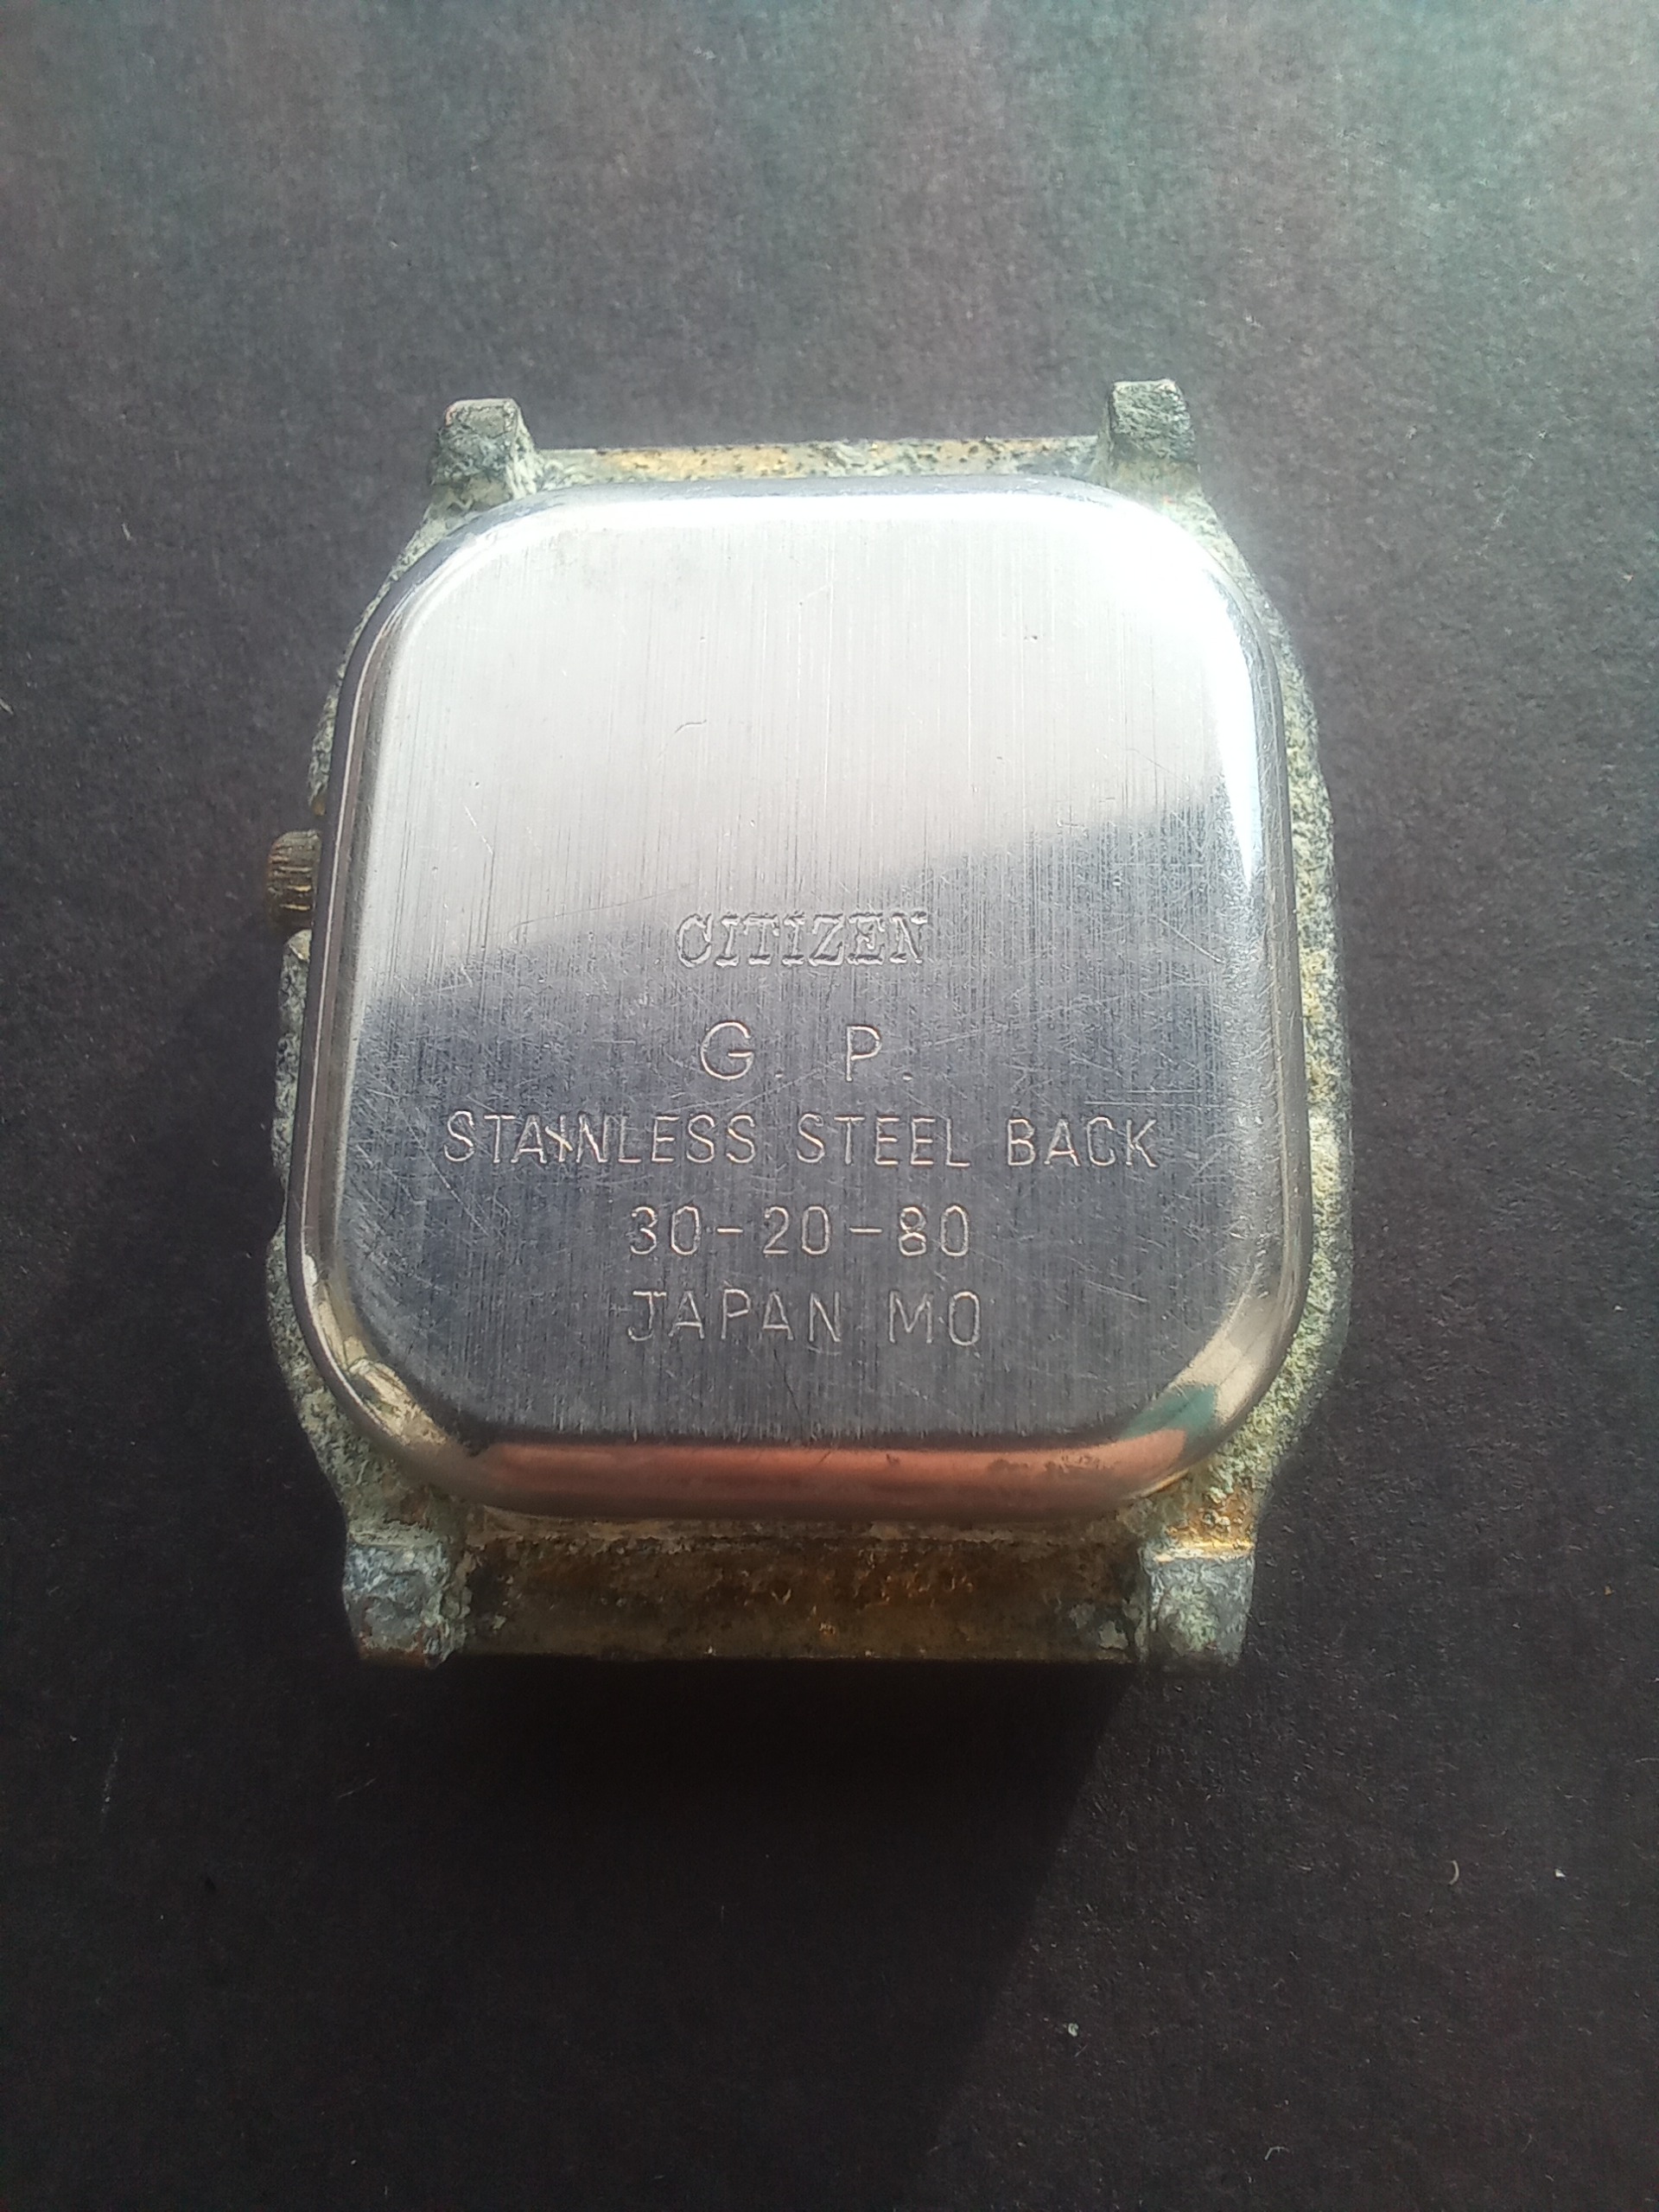 CITIZEN
G. P.
STAINLESS STEEL BACK
30-20-80
JAPAN MO